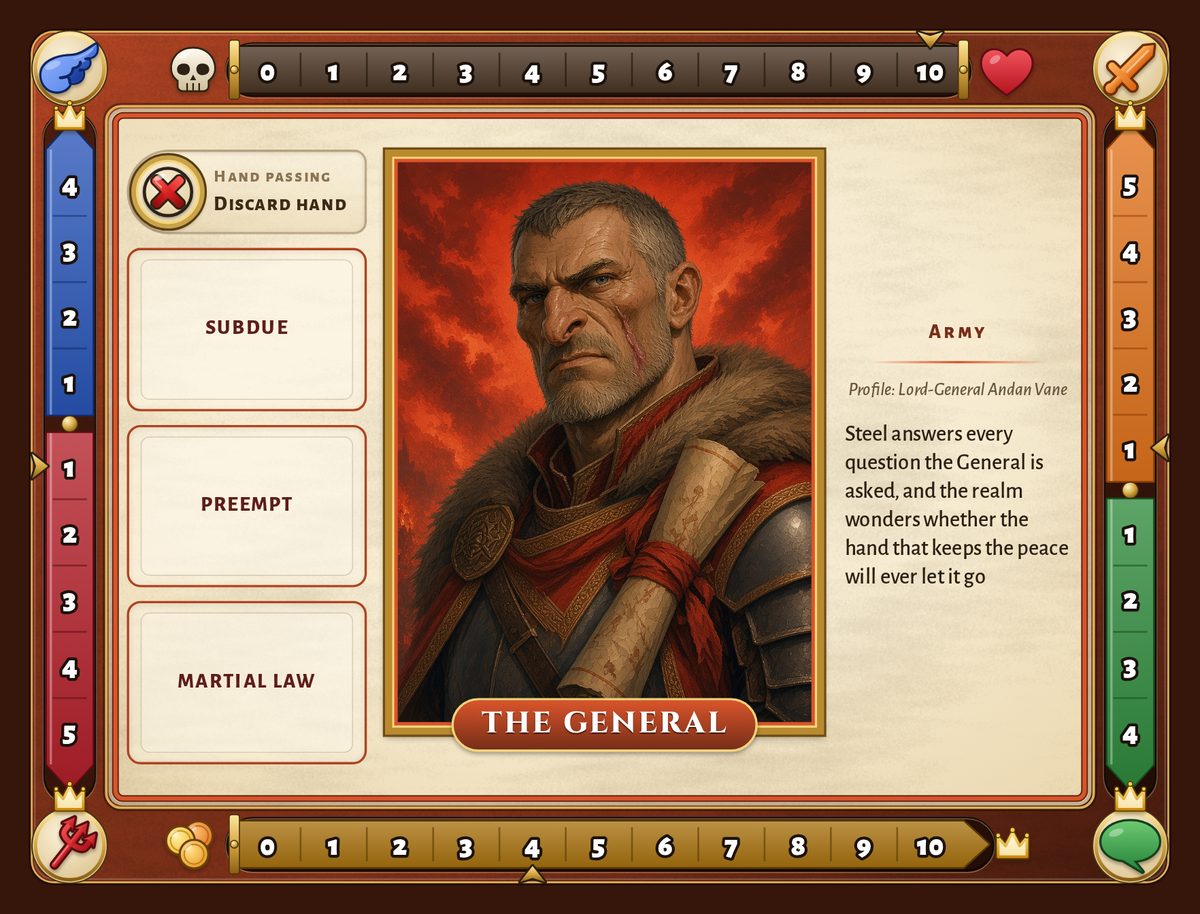 0 1 2 3 4 5 6 7 8 9 10
4
3
2
1
1
2
3
4
5
HAND PASSING
DISCARD HAND
SUBDUE
PREEMPT
MARTIAL LAW
THE GENERAL
ARMY
Profile: Lord-General Andan Vane
Steel answers every
question the General is
asked, and the realm
wonders whether the
hand that keeps the peace
will ever let it go
5
4
3
2
1
1
2
3
4
0 1 2 3 4 5 6 7 8 9 10